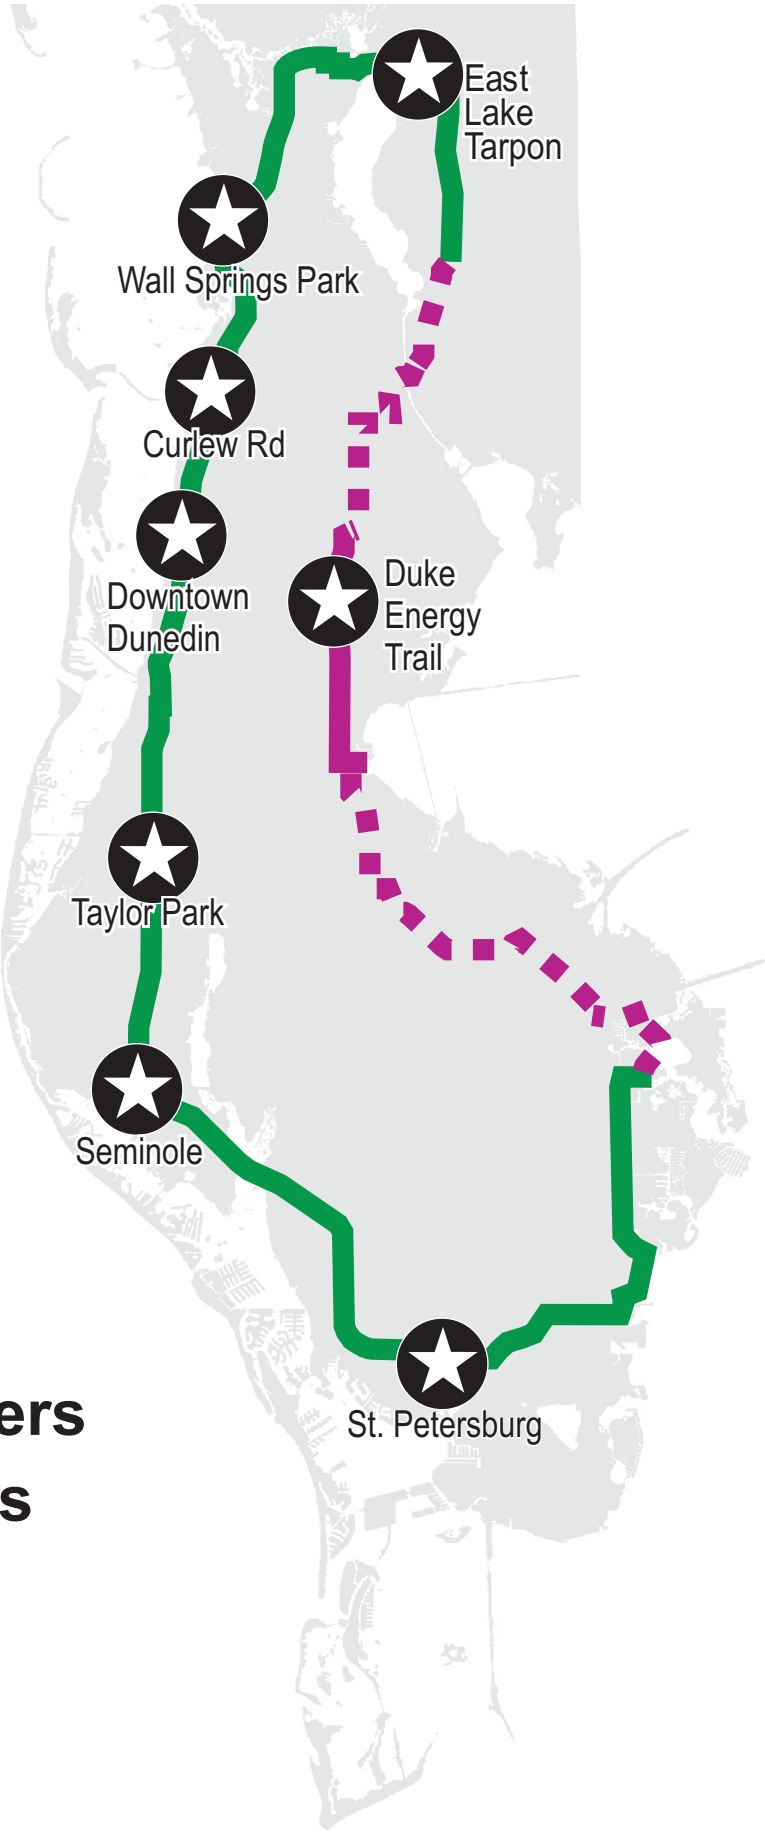 East
Lake
Tarpon
Wall Springs Park
Curlew Rd
Downtown
Dunedin
Duke
Energy
Trail
Taylor Park
Seminole
ers
St. Petersburg
s